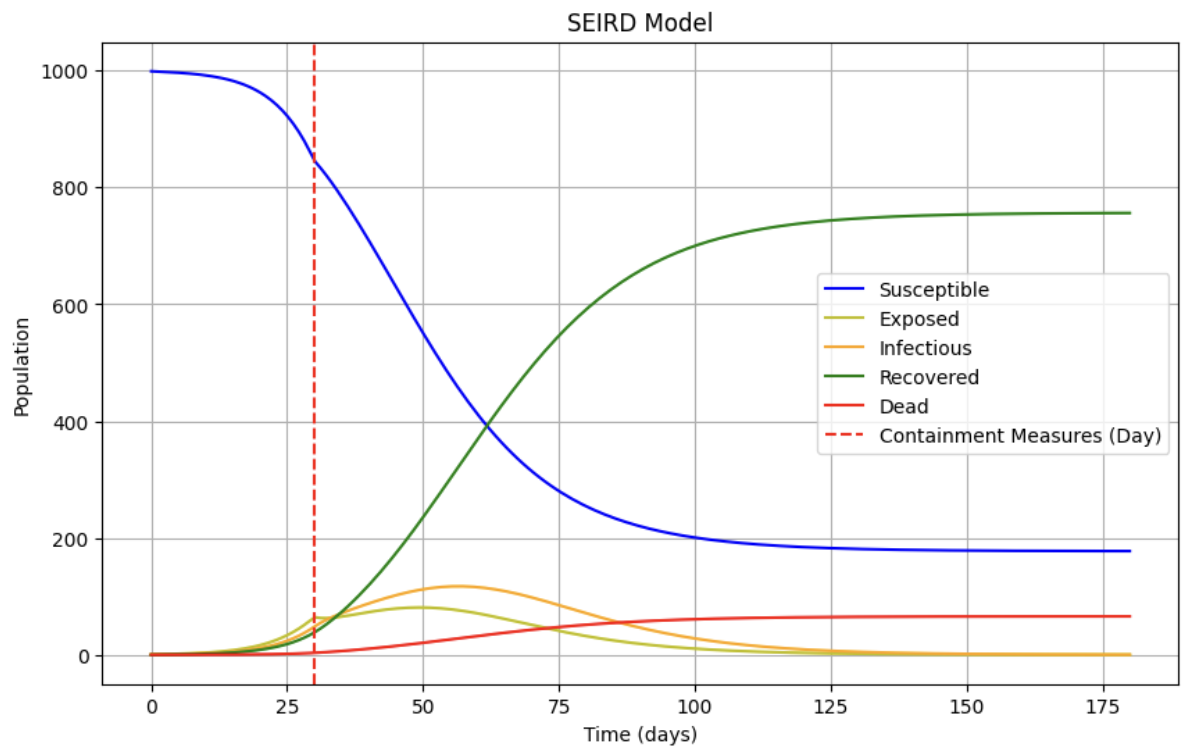 SEIRD Model
Population
1000
800
600
400
200
0
Susceptible
Exposed
Infectious
Recovered
Dead
Containment Measures (Day)
0 25 50 75 100 125 150 175
Time (days)